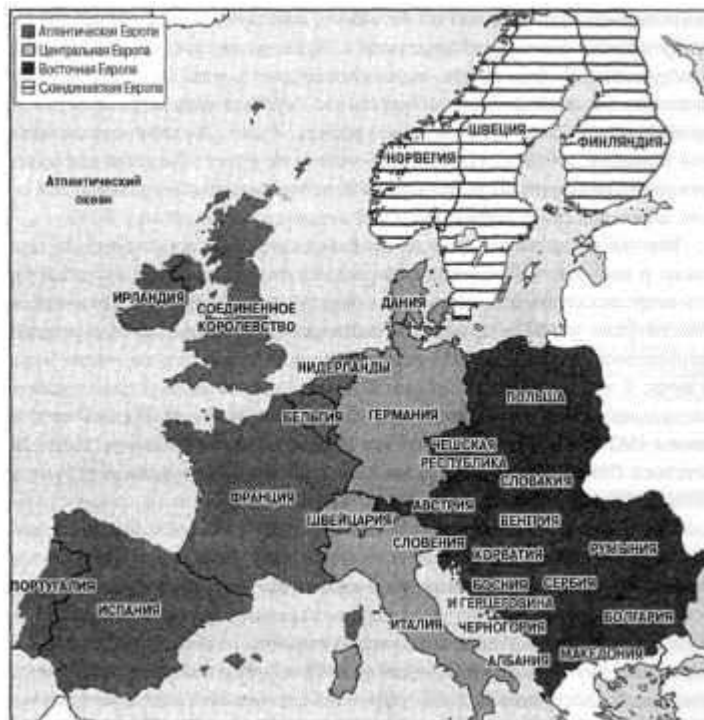 Атлантическая Европа
Центральная Европа
Восточная Европа
Скандинавская Европа
ШВЕЦИЯ
НОРВЕГИЯ
ФИНЛЯНДИЯ
Атлантический
океан
ИРЛАНДИЯ
СОЕДИНЕННОЕ
КОРОЛЕВСТВО
ДАНИЯ
НИДЕРЛАНДЫ
БЕЛЬГИЯ
ГЕРМАНИЯ
ПОЛЬША
ЧЕШСКАЯ
РЕСПУБЛИКА
СЛОВАКИЯ
ФРАНЦИЯ
АВСТРИЯ
ШВЕЙЦАРИЯ
ВЕНГРИЯ
СЛОВЕНИЯ
ХОРВАТИЯ
РУМЫНИЯ
ПОРТУГАЛИЯ
ИСПАНИЯ
БОСНИЯ
И ГЕРЦЕГОВИНА
СЕРБИЯ
ИТАЛИЯ
ЧЕРНОГОРИЯ
БОЛГАРИЯ
АЛБАНИЯ
МАКЕДОНИЯ